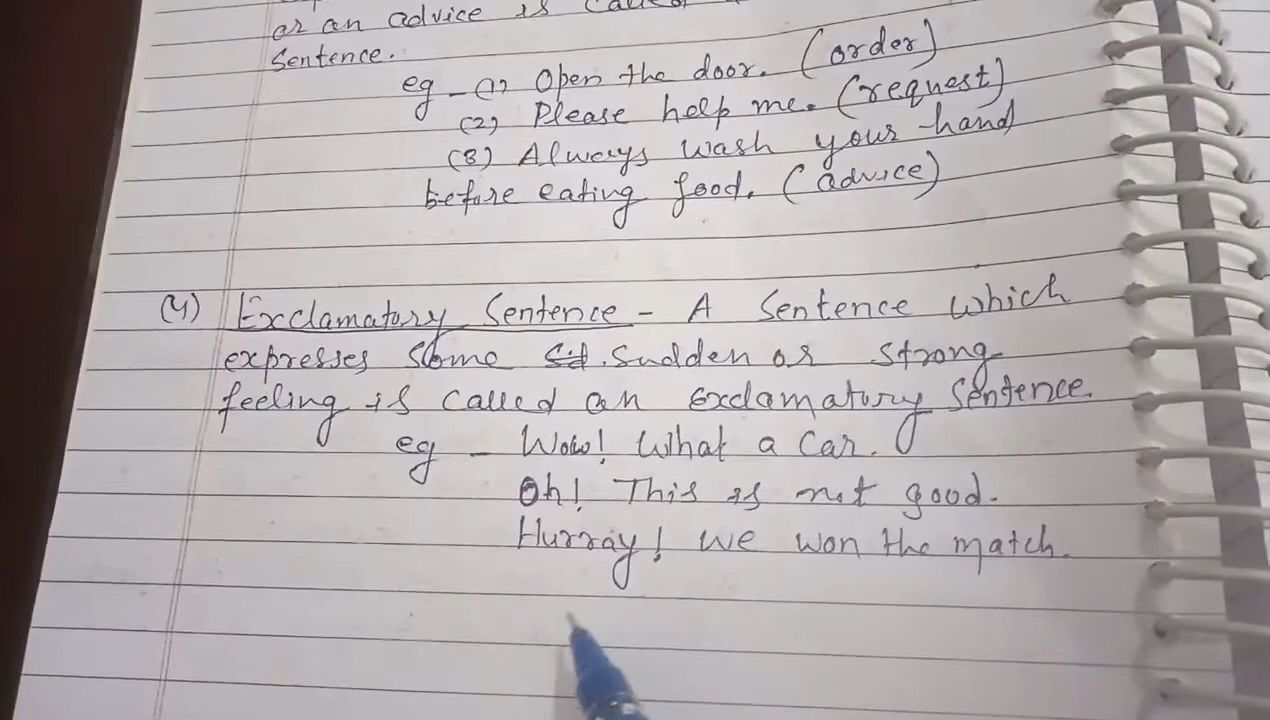 or an advice is called
Sentence.
eg - (1) Open the door. (order)
(2) Please help me. (request)
(3) Always wash your hand
before eating food. (advice)
(4) Exclamatory Sentence - A Sentence which
expresses some sudden or strong
feeling is called an Exclamatory Sentence.
eg - Wow! What a Car.
Oh! This is not good.
Hurray! We won the match.